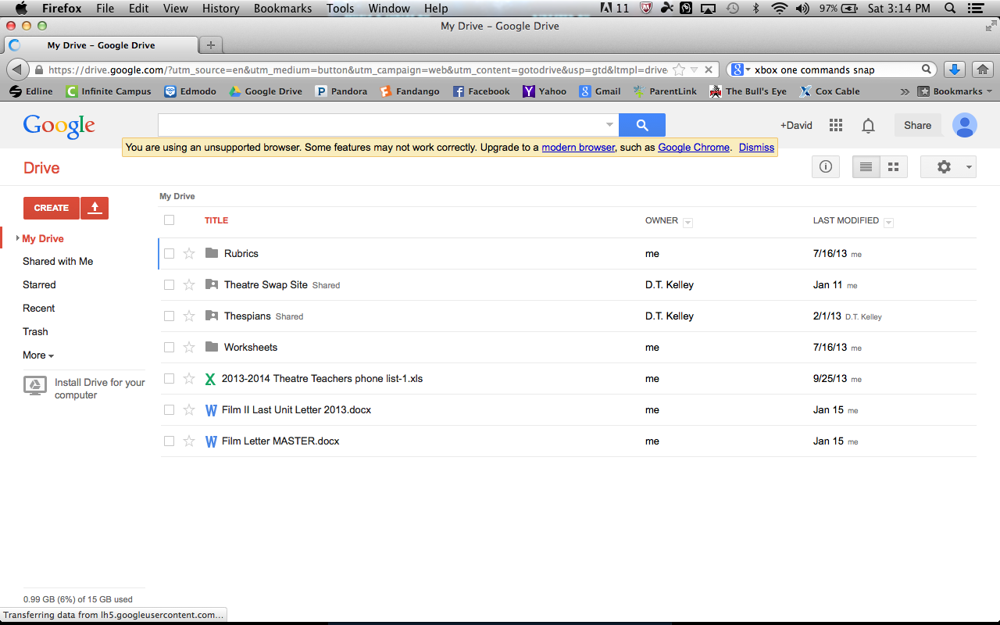 Firefox File Edit View History Bookmarks Tools Window Help 11 97% Sat 3:14 PM
My Drive – Google Drive
My Drive – Google Drive
https://drive.google.com/?utm_source=en&utm_medium=button&utm_campaign=web&utm_content=gotodrive&usp=gtd&ltmpl=drive xbox one commands snap
Edline Infinite Campus Edmodo Google Drive Pandora Fandango Facebook Yahoo Gmail ParentLink The Bull's Eye Cox Cable Bookmarks
Google +David Share
You are using an unsupported browser. Some features may not work correctly. Upgrade to a modern browser, such as Google Chrome. Dismiss
Drive
CREATE
My Drive
Shared with Me
Starred
Recent
Trash
More
Install Drive for your
computer
My Drive
TITLE OWNER LAST MODIFIED
Rubrics me 7/16/13 me
Theatre Swap Site Shared D.T. Kelley Jan 11 me
Thespians Shared D.T. Kelley 2/1/13 D.T. Kelley
Worksheets me 7/16/13 me
2013-2014 Theatre Teachers phone list-1.xls me 9/25/13 me
Film II Last Unit Letter 2013.docx me Jan 15 me
Film Letter MASTER.docx me Jan 15 me
0.99 GB (6%) of 15 GB used
Transferring data from lh5.googleusercontent.com...